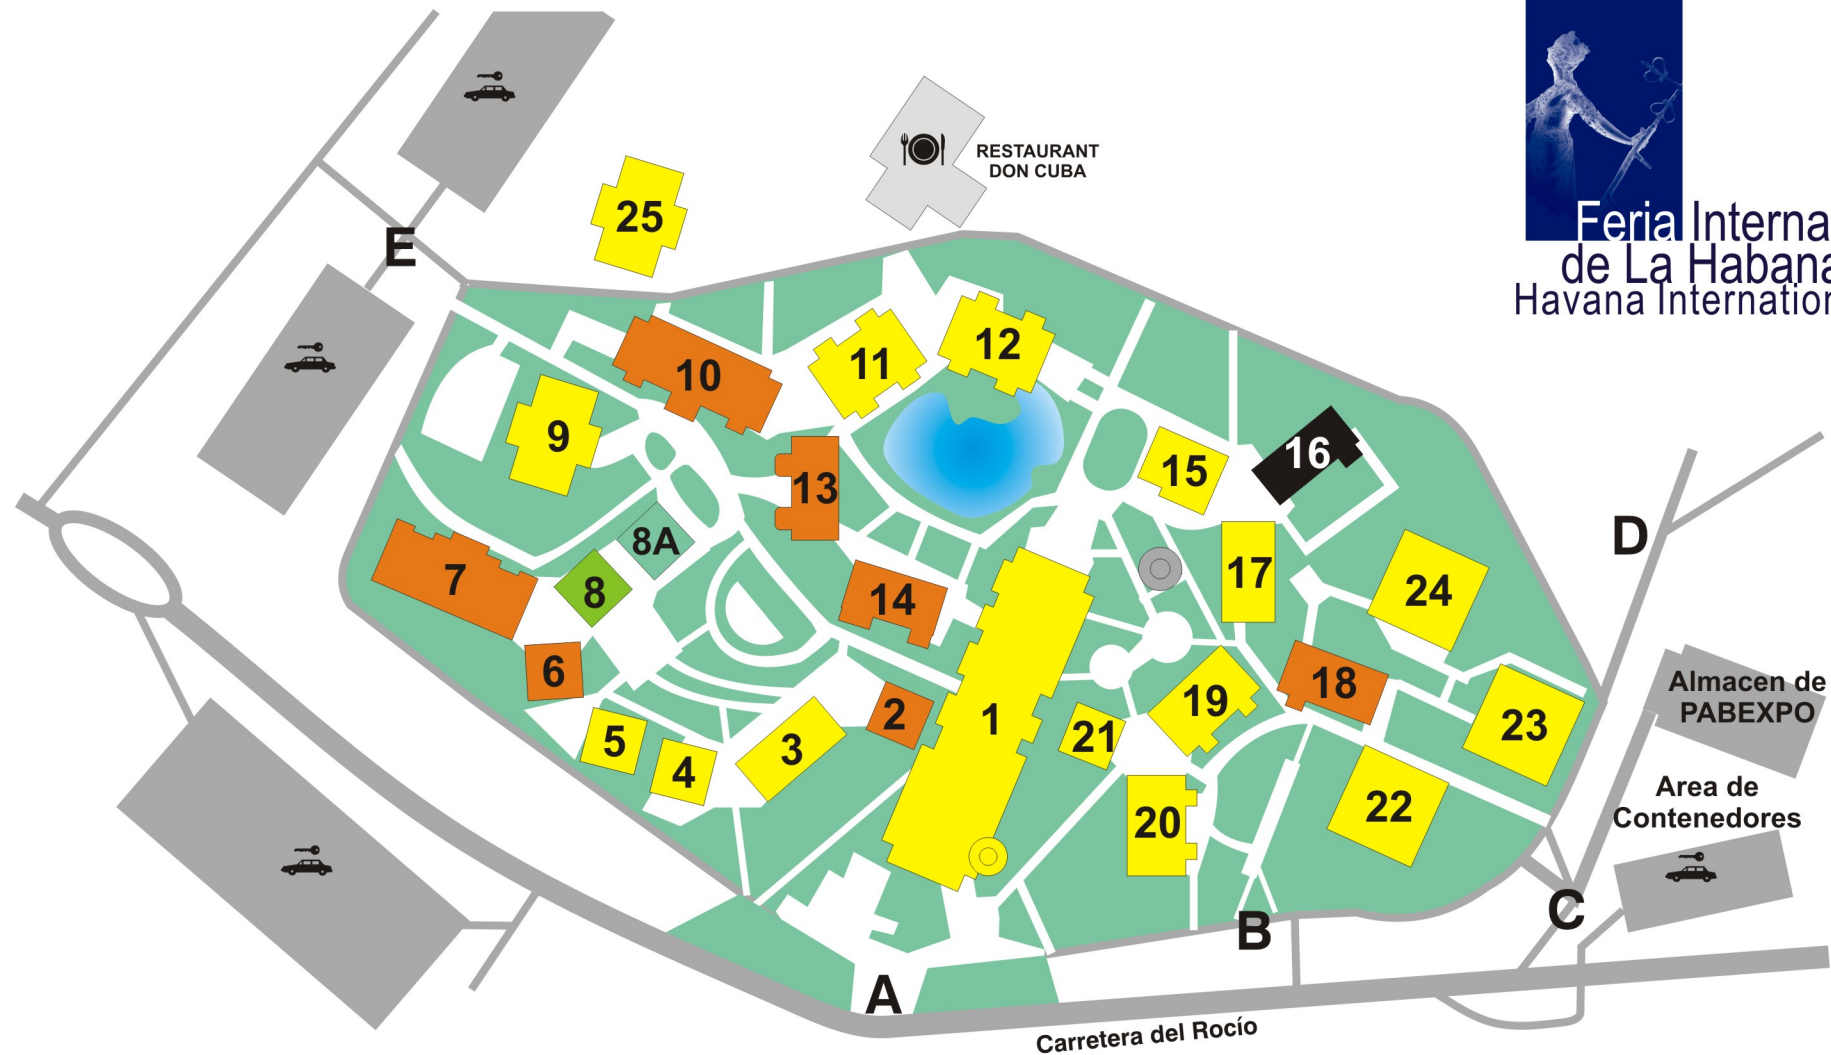 RESTAURANT
DON CUBA
Feria Interna
de La Habana
Havana Internation
25
E
12
11
10
9
16
15
13
D
8A
17
7
8
24
14
6
18
Almacen de
PABEXPO
19
2
1
23
5
21
3
4
Area de
Contenedores
22
20
C
B
A
Carretera del Rocío